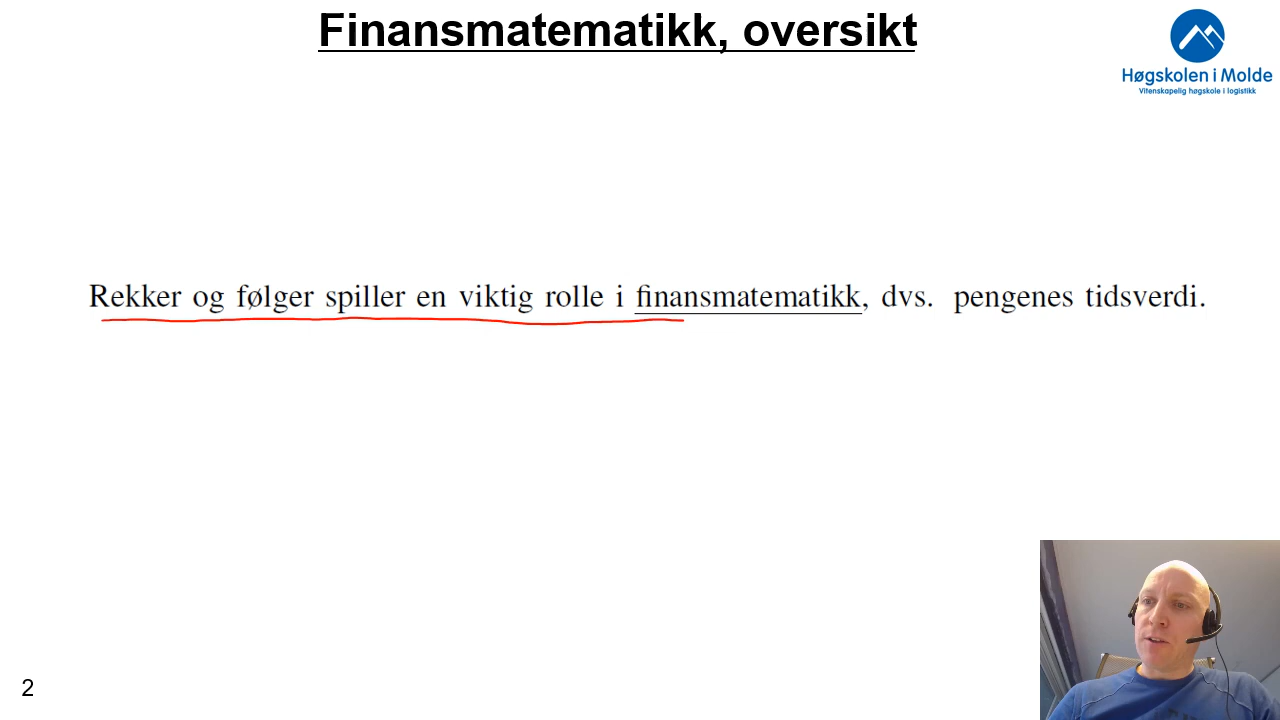 Finansmatematikk, oversikt
Høgskolen i Molde
Vitenskapelig høgskole i logistikk
Rekker og følger spiller en viktig rolle i finansmatematikk, dvs. pengenes tidsverdi.
2